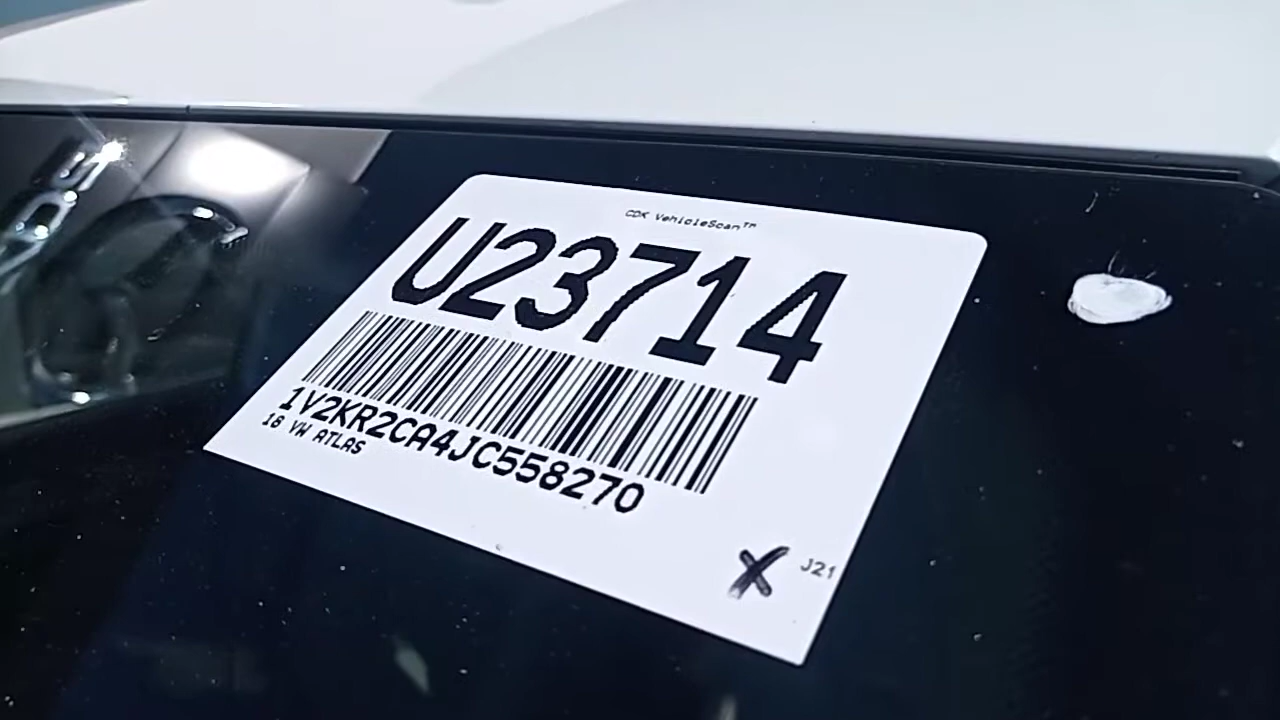 CDK VehicleScan™
U23714
1V2KR2CA4JC558270
18 VW ATLAS
X J21